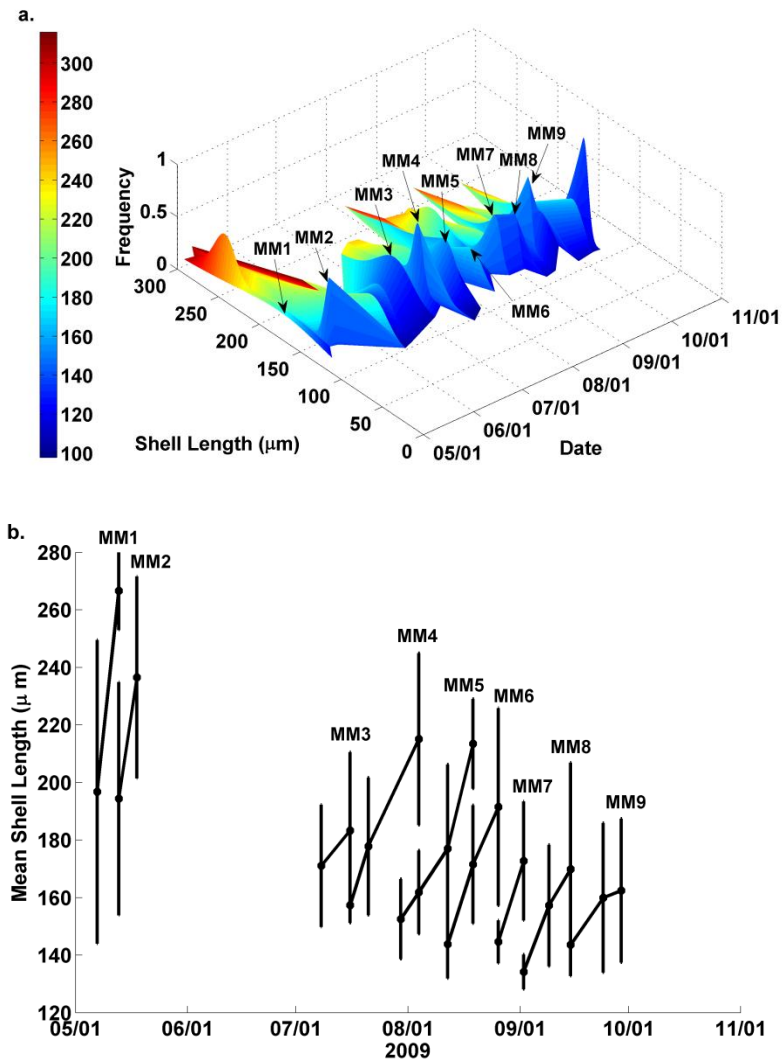 a.
300
280
260
240
220
200
180
160
140
120
100
Frequency
1
0.5
0
MM1
MM2
MM3
MM4
MM5
MM6
MM7
MM8
MM9
300
250
200
150
100
50
0
Shell Length (μm)
05/01
06/01
07/01
08/01
09/01
10/01
11/01
Date
b.
Mean Shell Length (μ m)
280
260
240
220
200
180
160
140
120
MM1
MM2
MM3
MM4
MM5
MM6
MM7
MM8
MM9
05/01
06/01
07/01
08/01
09/01
10/01
11/01
2009